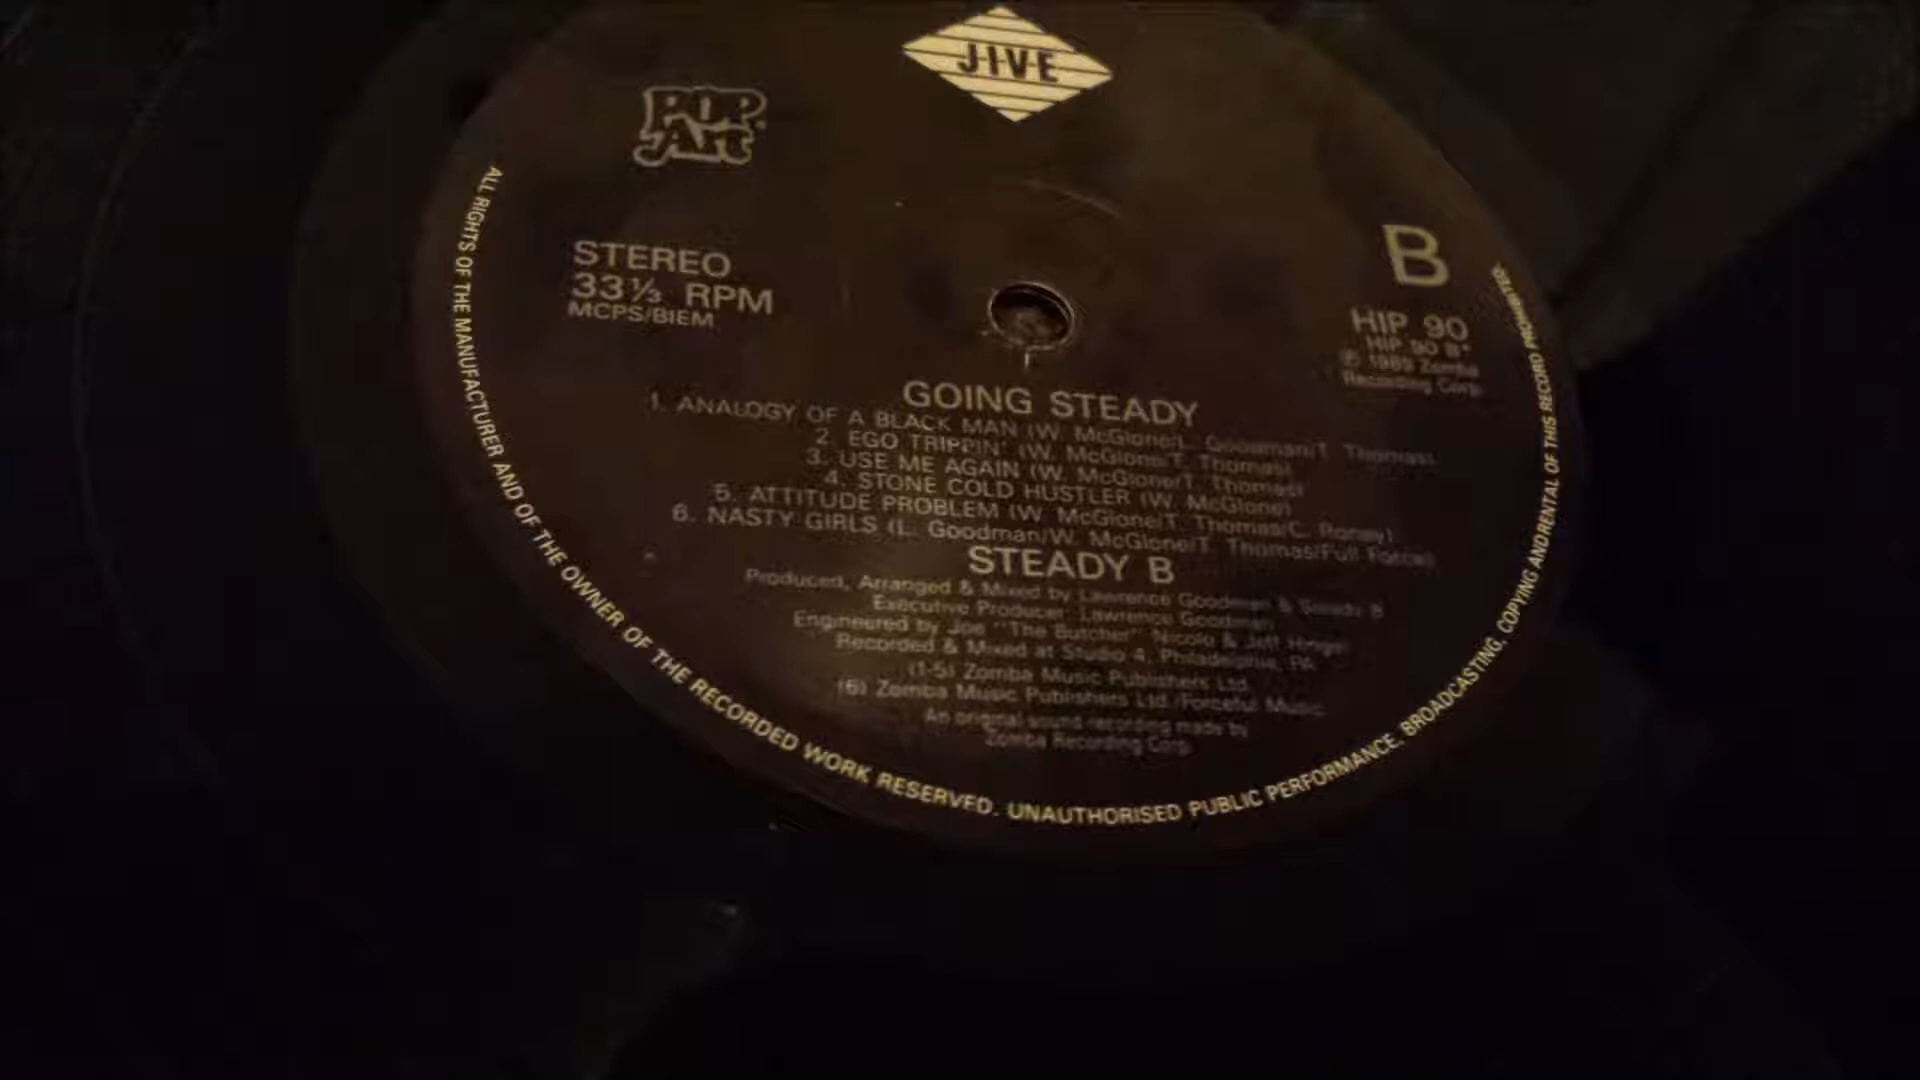 JIVE
POP
Art
STEREO
33⅓ RPM
MCPS/BIEM
B
HIP 90
HIP 90 B*
℗ 1989 Zomba
Recording Corp.
GOING STEADY
1. ANALOGY OF A BLACK MAN (W. McGlone/L. Goodman/T. Thomas)
2. EGO TRIPPIN' (W. McGlone/T. Thomas)
3. USE ME AGAIN (W. McGlone/T. Thomas)
4. STONE COLD HUSTLER (W. McGlone)
5. ATTITUDE PROBLEM (W. McGlone/T. Thomas/C. Roney)
6. NASTY GIRLS (L. Goodman/W. McGlone/T. Thomas/Full Force)
STEADY B
Produced, Arranged & Mixed by Lawrence Goodman & Steady B
Executive Producer: Lawrence Goodman
Engineered by Joe "The Butcher" Nicolo & Jeff
Recorded & Mixed at Studio 4, Philadelphia, PA
(1-5) Zomba Music Publishers Ltd.
(6) Zomba Music Publishers Ltd./Forceful Music
An original sound recording made by
Zomba Recording Corp.
ALL RIGHTS OF THE MANUFACTURER AND OF THE OWNER OF THE RECORDED WORK RESERVED. UNAUTHORISED PUBLIC PERFORMANCE, BROADCASTING, COPYING AND RENTAL OF THIS RECORD PROHIBITED.